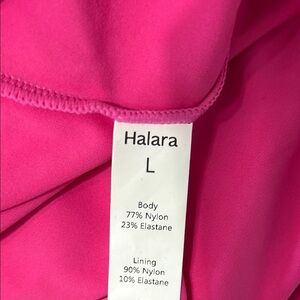 Halara
L
Body
77% Nylon
23% Elastane
Lining
90% Nylon
10% Elastane